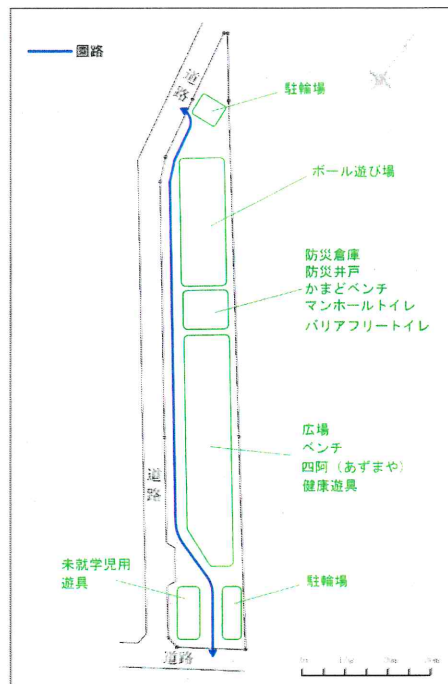 園路
道路
駐輪場
ボール遊び場
防災倉庫
防災井戸
かまどベンチ
マンホールトイレ
バリアフリートイレ
広場
ベンチ
四阿（あずまや）
健康遊具
道路
未就学児用
遊具
駐輪場
道路